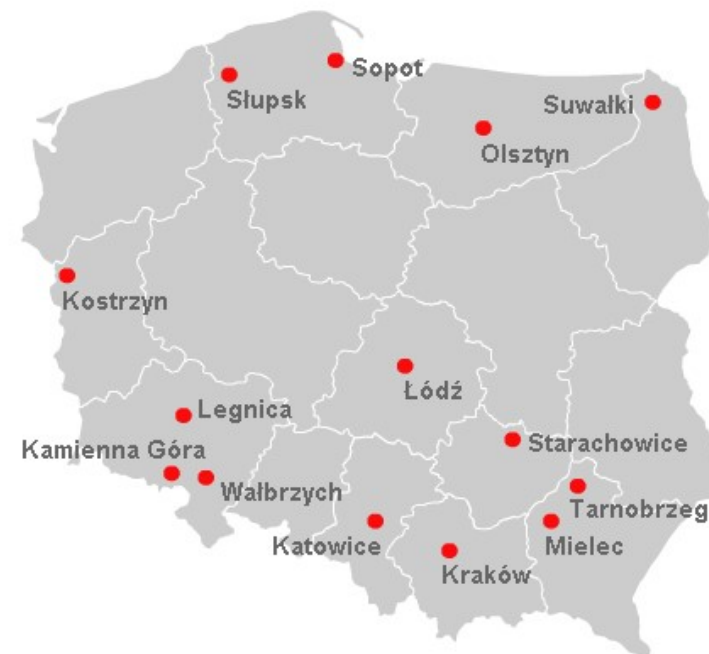 Sopot
Słupsk
Suwałki
Olsztyn
Kostrzyn
Łódź
Legnica
Starachowice
Kamienna Góra
Wałbrzych
Tarnobrzeg
Katowice
Mielec
Kraków